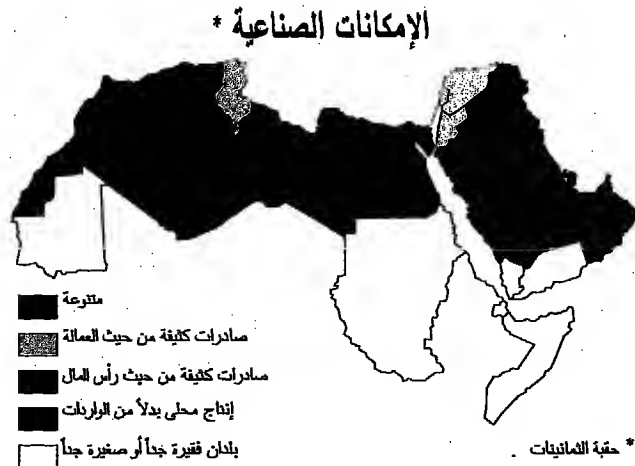 الإمكانات الصناعية *
متنوعة
صادرات كثيفة من حيث العمالة
صادرات كثيفة من حيث رأس المال
إنتاج محلى بدلاً من الواردات
بلدان فقيرة جداً أو صغيرة جداً
* حقبة الثمانينات